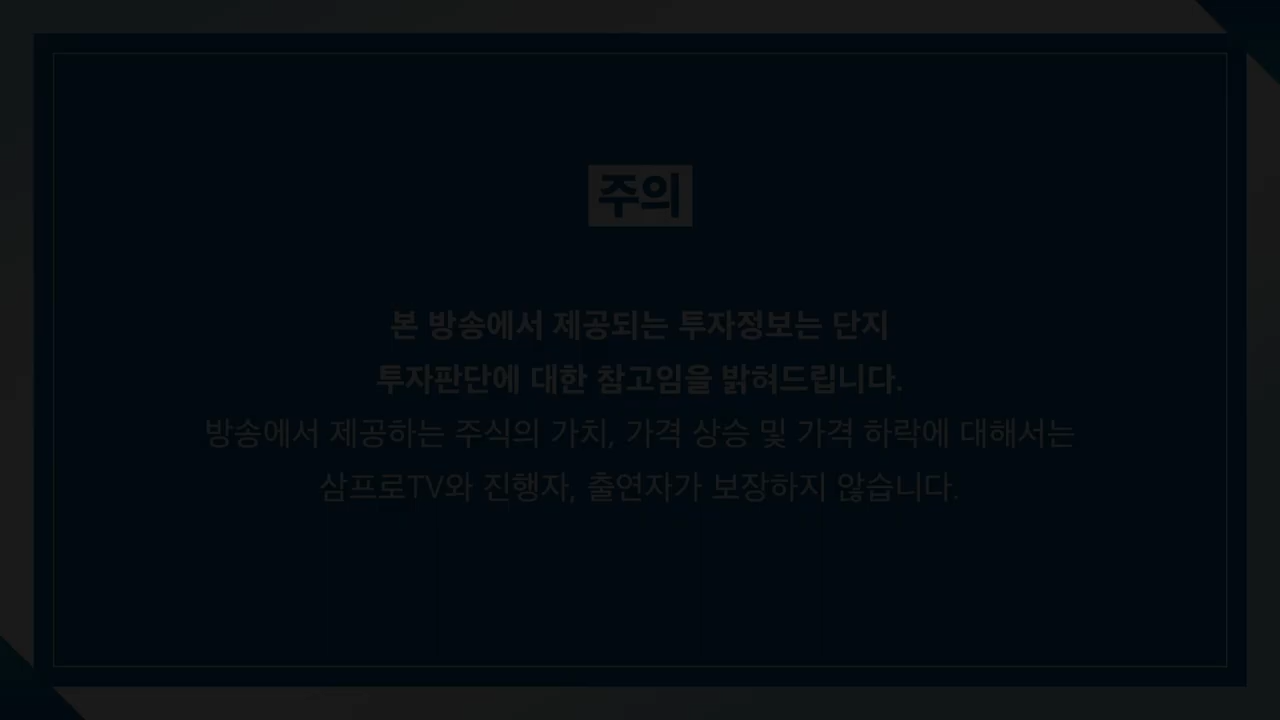 주의
본 방송에서 제공되는 투자정보는 단지
투자판단에 대한 참고임을 밝혀드립니다.
방송에서 제공하는 주식의 가치, 가격 상승 및 가격 하락에 대해서는
삼프로TV와 진행자, 출연자가 보장하지 않습니다.